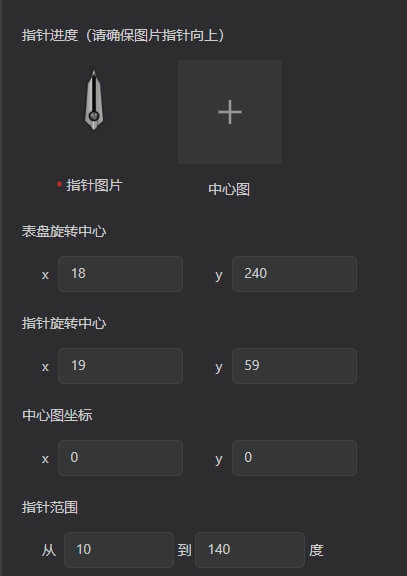 指针进度（请确保图片指针向上）
* 指针图片 中心图
表盘旋转中心
x 18 y 240
指针旋转中心
x 19 y 59
中心图坐标
x 0 y 0
指针范围
从 10 到 140 度